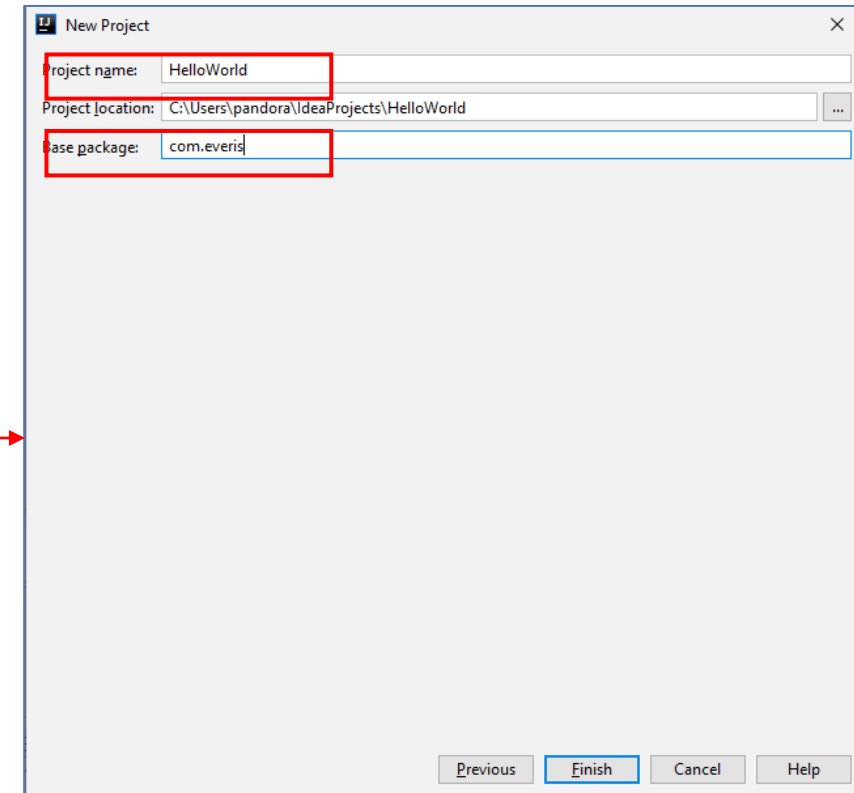 IJ New Project
Project name: HelloWorld
Project location: C:\Users\pandora\IdeaProjects\HelloWorld ...
Base package: com.everis
Previous Finish Cancel Help